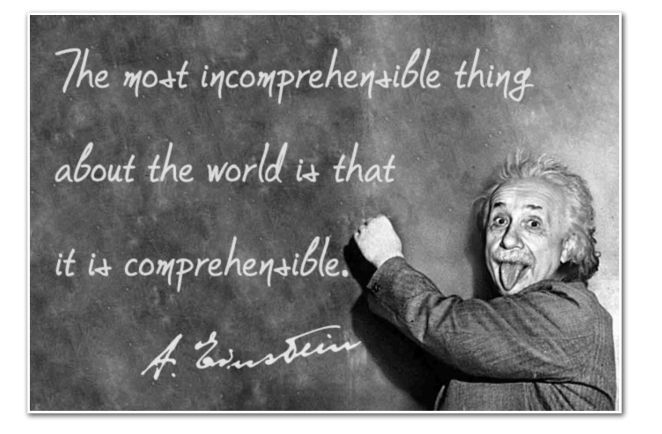 The most incomprehensible thing
about the world is that
it is comprehensible.
A. Einstein